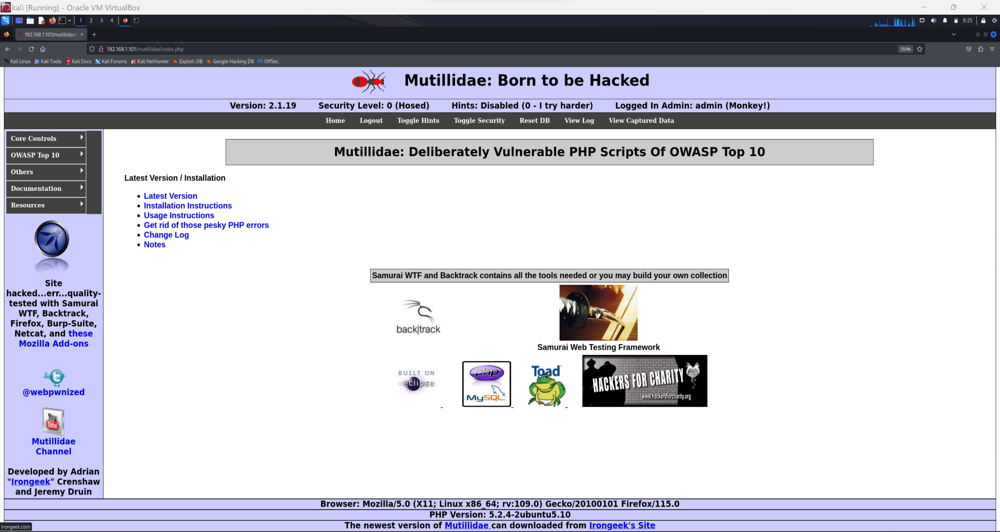 kali [Running] - Oracle VM VirtualBox
1 2 3 4 9:25
192.168.1.101/mutillidae/
192.168.1.101/mutillidae/index.php 150%
Kali Linux Kali Tools Kali Docs Kali Forums Kali NetHunter Exploit-DB Google Hacking DB OffSec
Mutillidae: Born to be Hacked
Version: 2.1.19 Security Level: 0 (Hosed) Hints: Disabled (0 - I try harder) Logged In Admin: admin (Monkey!)
Home Logout Toggle Hints Toggle Security Reset DB View Log View Captured Data
Core Controls
OWASP Top 10
Others
Documentation
Resources
Site
hacked...err...quality-
tested with Samurai
WTF, Backtrack,
Firefox, Burp-Suite,
Netcat, and these
Mozilla Add-ons
@webpwnized
You
Tube
Mutillidae
Channel
Developed by Adrian
"Irongeek" Crenshaw
and Jeremy Druin
Mutillidae: Deliberately Vulnerable PHP Scripts Of OWASP Top 10
Latest Version / Installation
Latest Version
Installation Instructions
Usage Instructions
Get rid of those pesky PHP errors
Change Log
Notes
Samurai WTF and Backtrack contains all the tools needed or you may build your own collection
back|track
Samurai Web Testing Framework
BUILT ON
eclipse
php
MySQL
Toad
HACKERS FOR CHARITY
www.hackersforcharity.org
Browser: Mozilla/5.0 (X11; Linux x86_64; rv:109.0) Gecko/20100101 Firefox/115.0
PHP Version: 5.2.4-2ubuntu5.10
The newest version of Mutillidae can downloaded from Irongeek's Site
irongeek.com